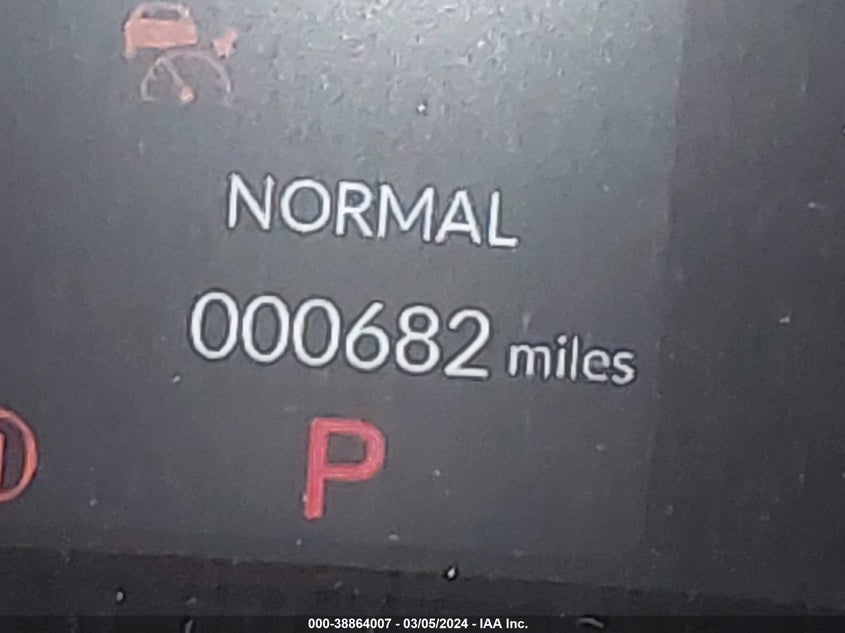 NORMAL
000682 miles
P
000-38864007 - 03/05/2024 - IAA Inc.